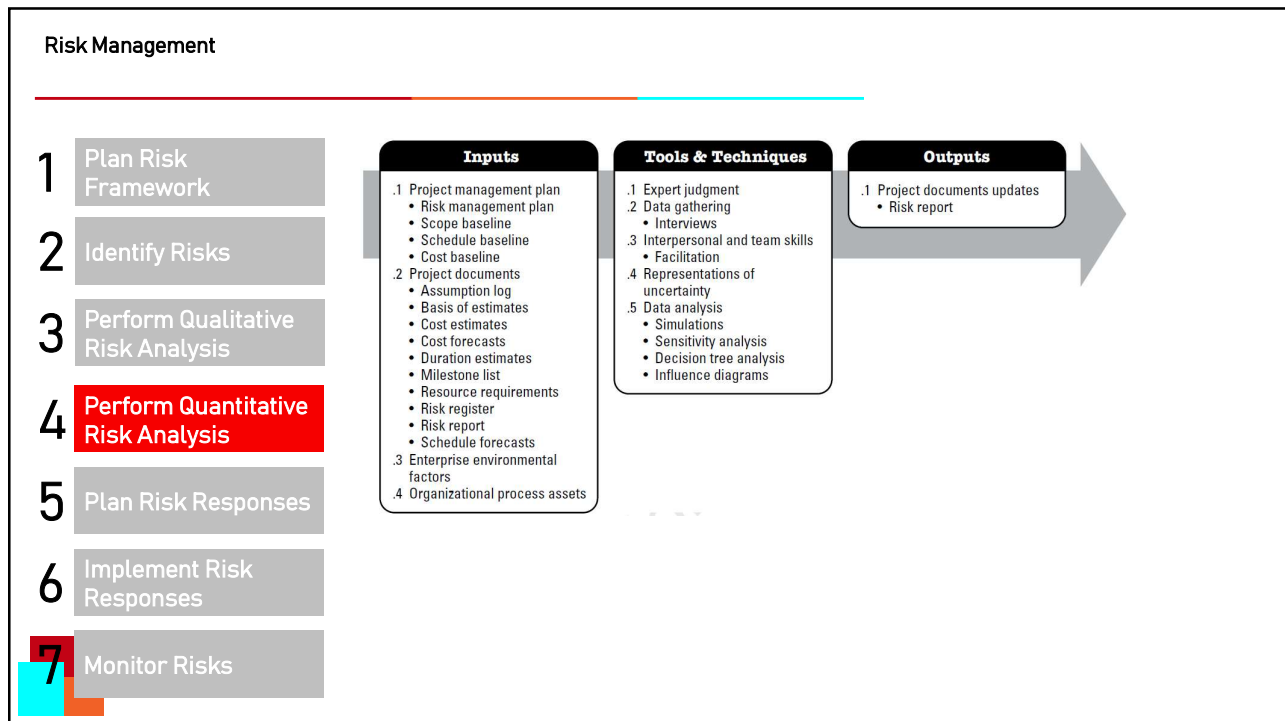 Risk Management
1
Plan Risk
Framework
2
Identify Risks
3
Perform Qualitative
Risk Analysis
4
Perform Quantitative
Risk Analysis
5
Plan Risk Responses
6
Implement Risk
Responses
7
Monitor Risks
Inputs
.1 Project management plan
• Risk management plan
• Scope baseline
• Schedule baseline
• Cost baseline
.2 Project documents
• Assumption log
• Basis of estimates
• Cost estimates
• Cost forecasts
• Duration estimates
• Milestone list
• Resource requirements
• Risk register
• Risk report
• Schedule forecasts
.3 Enterprise environmental
factors
.4 Organizational process assets
Tools & Techniques
.1 Expert judgment
.2 Data gathering
• Interviews
.3 Interpersonal and team skills
• Facilitation
.4 Representations of
uncertainty
.5 Data analysis
• Simulations
• Sensitivity analysis
• Decision tree analysis
• Influence diagrams
Outputs
.1 Project documents updates
• Risk report